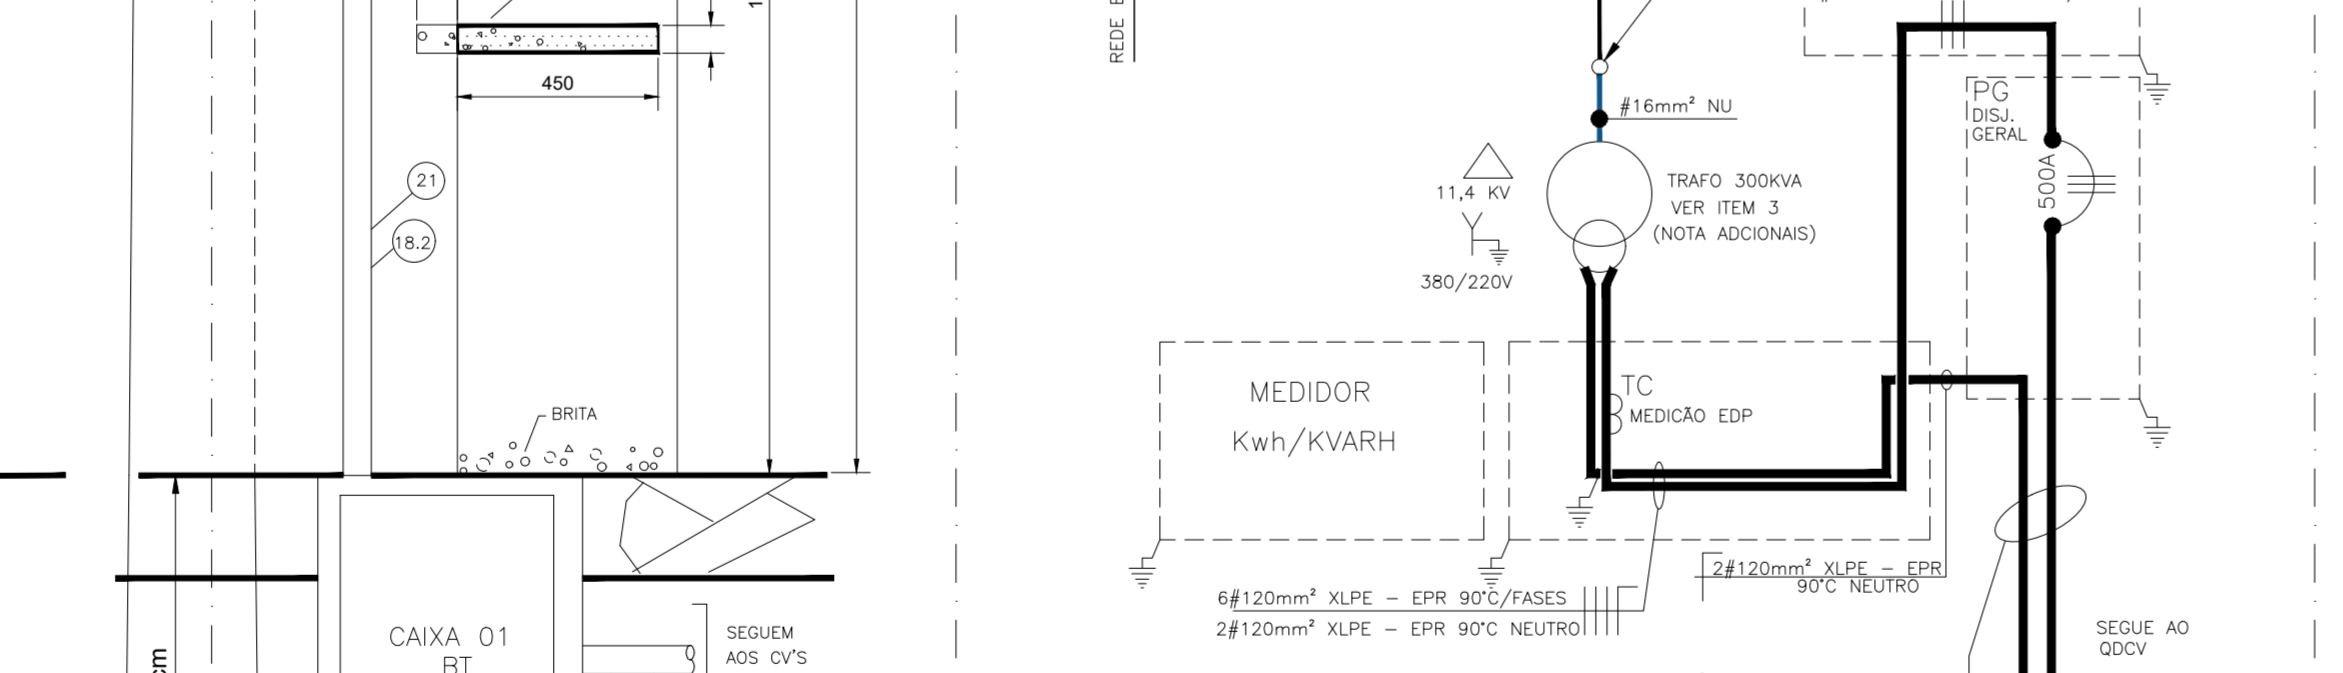 450
21
18.2
BRITA
CAIXA 01
BT
SEGUEM
AOS CV'S
cm
REDE
#16mm² NU
11,4 KV
380/220V
TRAFO 300KVA
VER ITEM 3
(NOTA ADCIONAIS)
PG
DISJ.
GERAL
500A
MEDIDOR
Kwh/KVARH
TC
MEDICÃO EDP
6#120mm² XLPE – EPR 90°C/FASES
2#120mm² XLPE – EPR 90°C NEUTRO
2#120mm² XLPE – EPR
90°C NEUTRO
SEGUE AO
QDCV